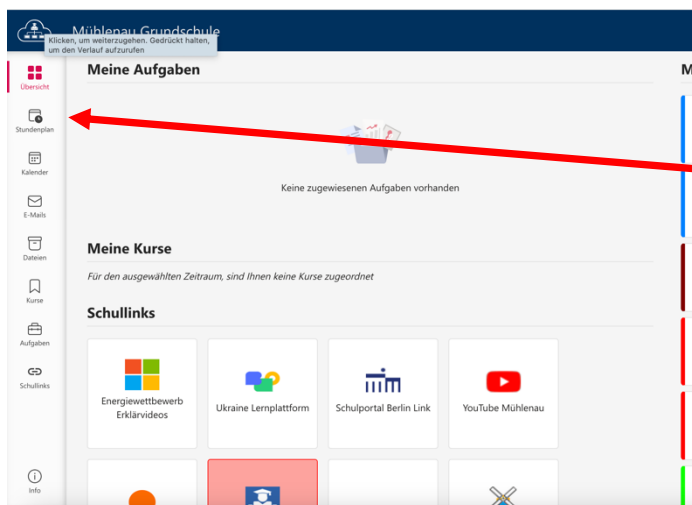 Mühlenau Grundschule
Klicken, um weiterzugehen. Gedrückt halten,
um den Verlauf aufzurufen
Meine Aufgaben
M
Übersicht
Stundenplan
Kalender
E-Mails
Dateien
Kurse
Aufgaben
Schullinks
Info
Keine zugewiesenen Aufgaben vorhanden
Meine Kurse
Für den ausgewählten Zeitraum, sind Ihnen keine Kurse zugeordnet
Schullinks
Energiewettbewerb
Erklärvideos
Ukraine Lernplattform
Schulportal Berlin Link
YouTube Mühlenau